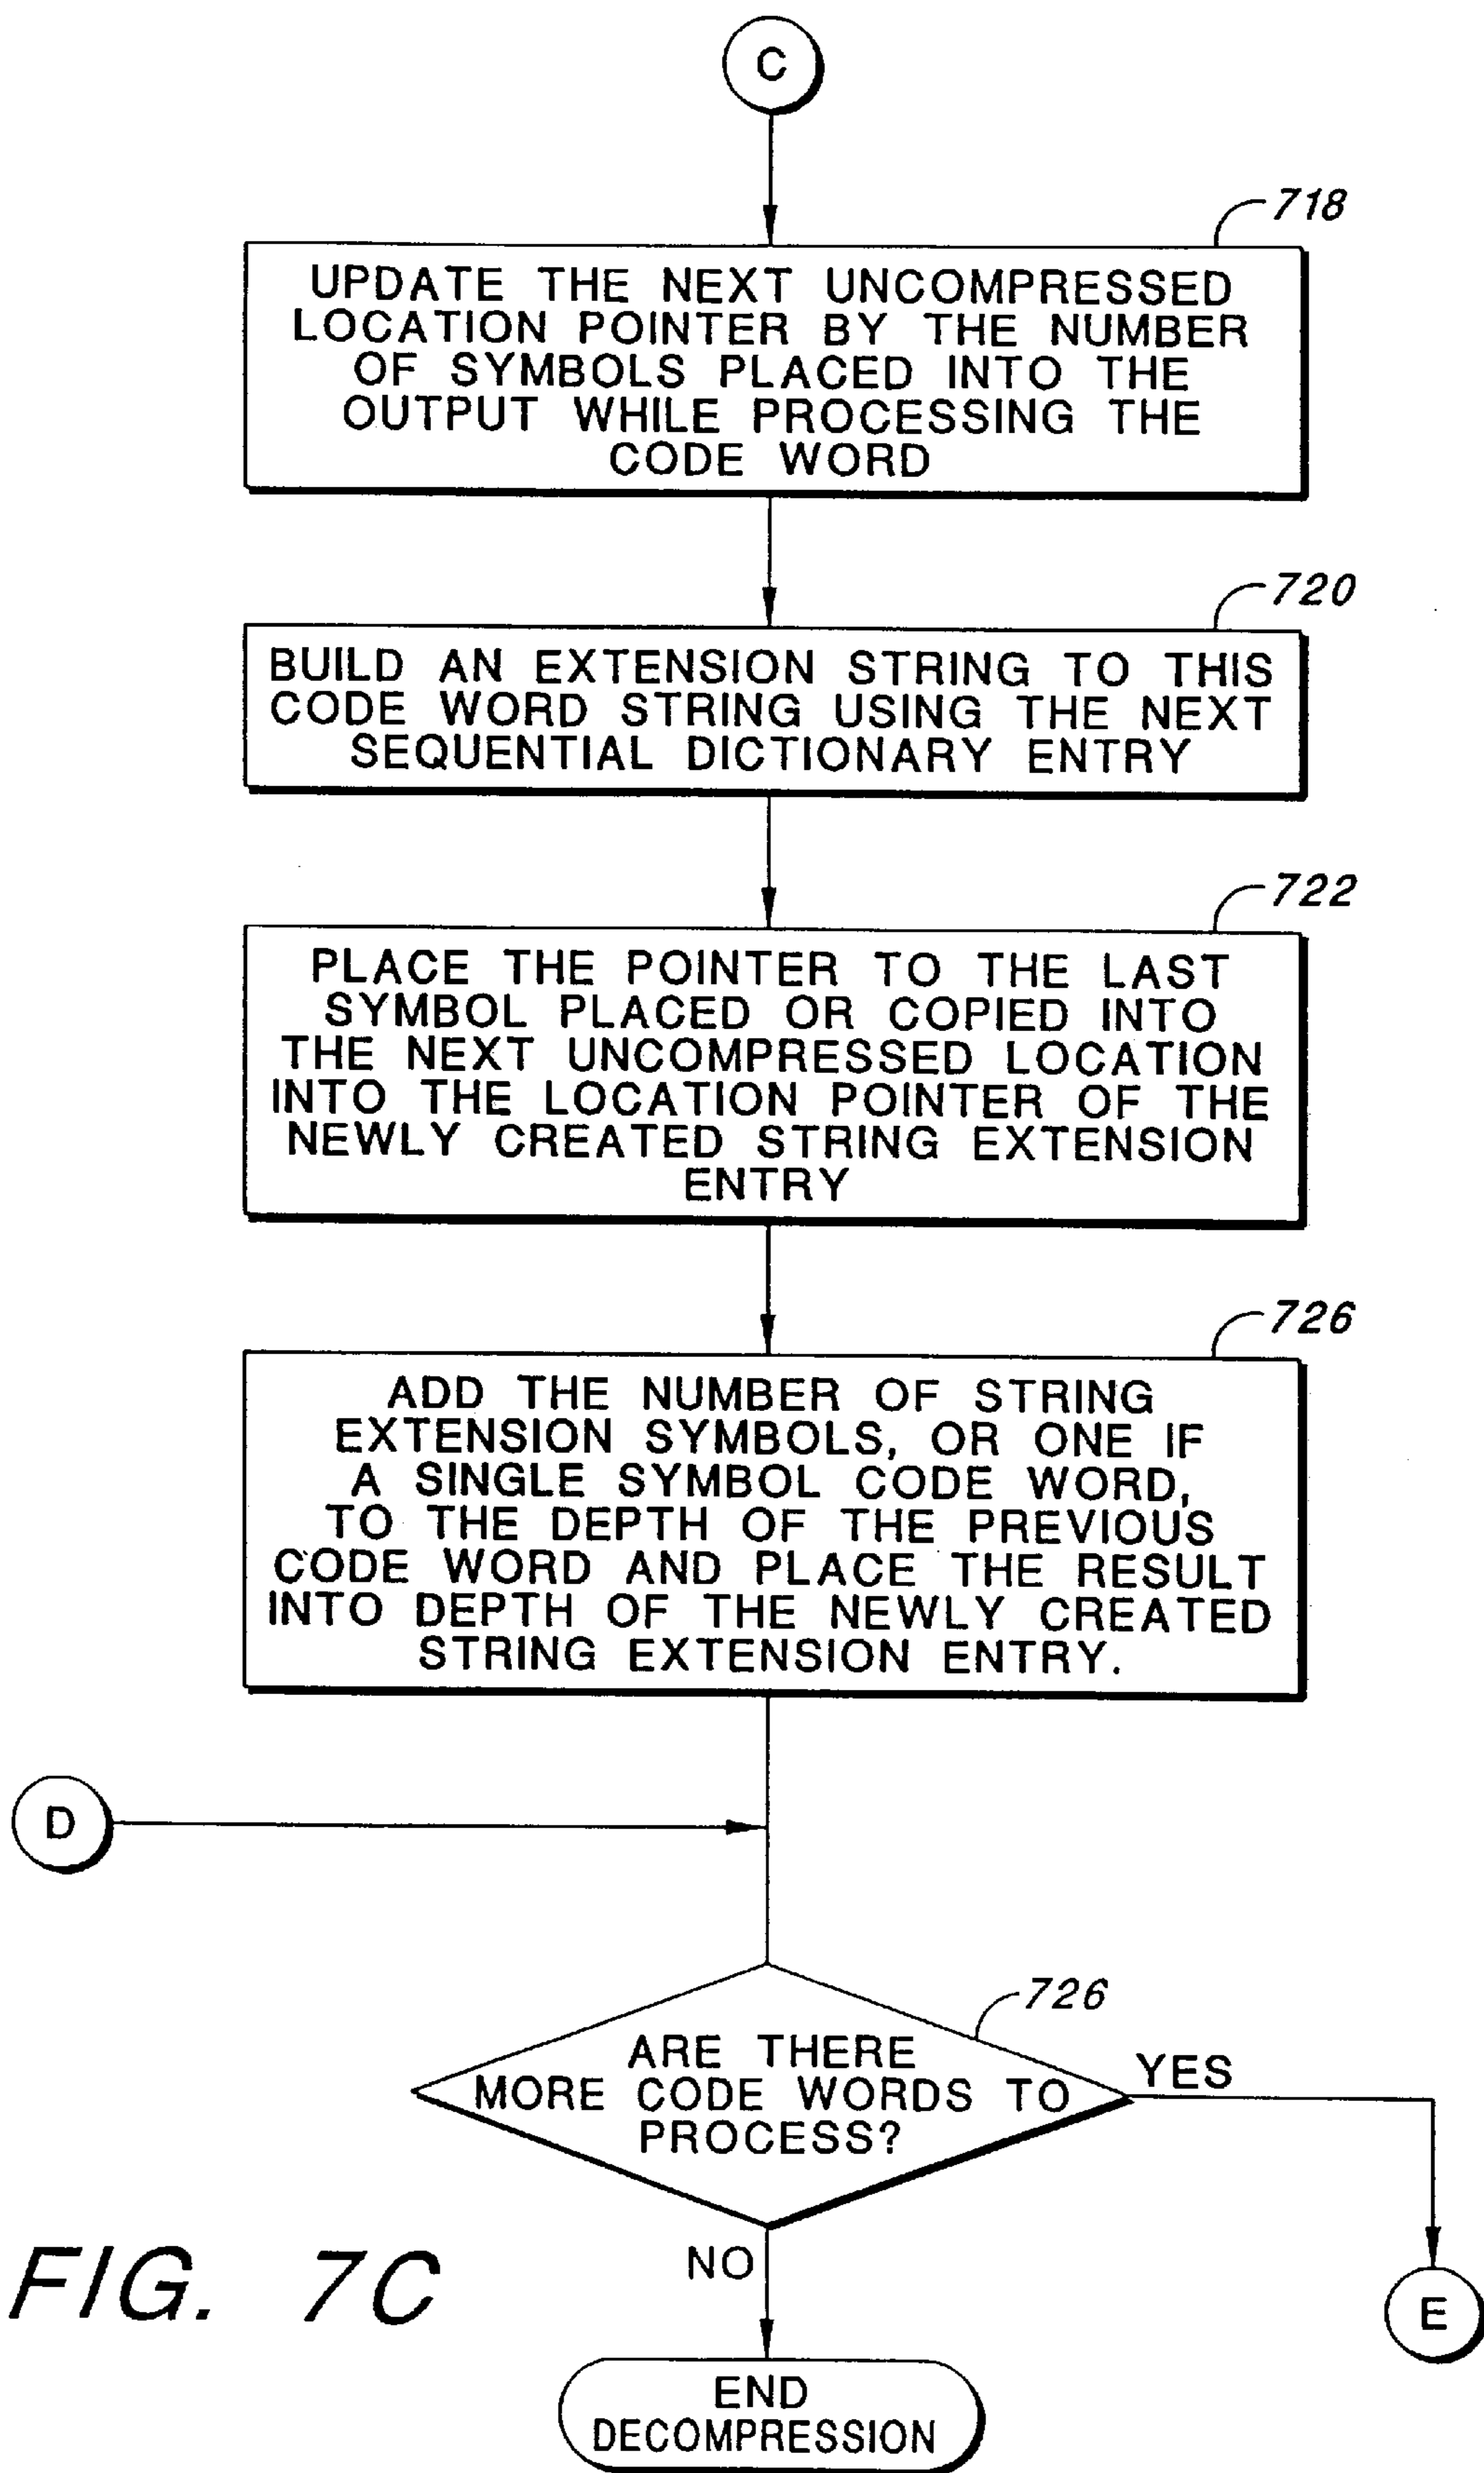 C
718
UPDATE THE NEXT UNCOMPRESSED
LOCATION POINTER BY THE NUMBER
OF SYMBOLS PLACED INTO THE
OUTPUT WHILE PROCESSING THE
CODE WORD
720
BUILD AN EXTENSION STRING TO THIS
CODE WORD STRING USING THE NEXT
SEQUENTIAL DICTIONARY ENTRY
722
PLACE THE POINTER TO THE LAST
SYMBOL PLACED OR COPIED INTO
THE NEXT UNCOMPRESSED LOCATION
INTO THE LOCATION POINTER OF THE
NEWLY CREATED STRING EXTENSION
ENTRY
726
ADD THE NUMBER OF STRING
EXTENSION SYMBOLS, OR ONE IF
A SINGLE SYMBOL CODE WORD,
TO THE DEPTH OF THE PREVIOUS
CODE WORD AND PLACE THE RESULT
INTO DEPTH OF THE NEWLY CREATED
STRING EXTENSION ENTRY.
D
726
ARE THERE
MORE CODE WORDS TO
PROCESS?
YES
NO
E
END
DECOMPRESSION
FIG. 7C